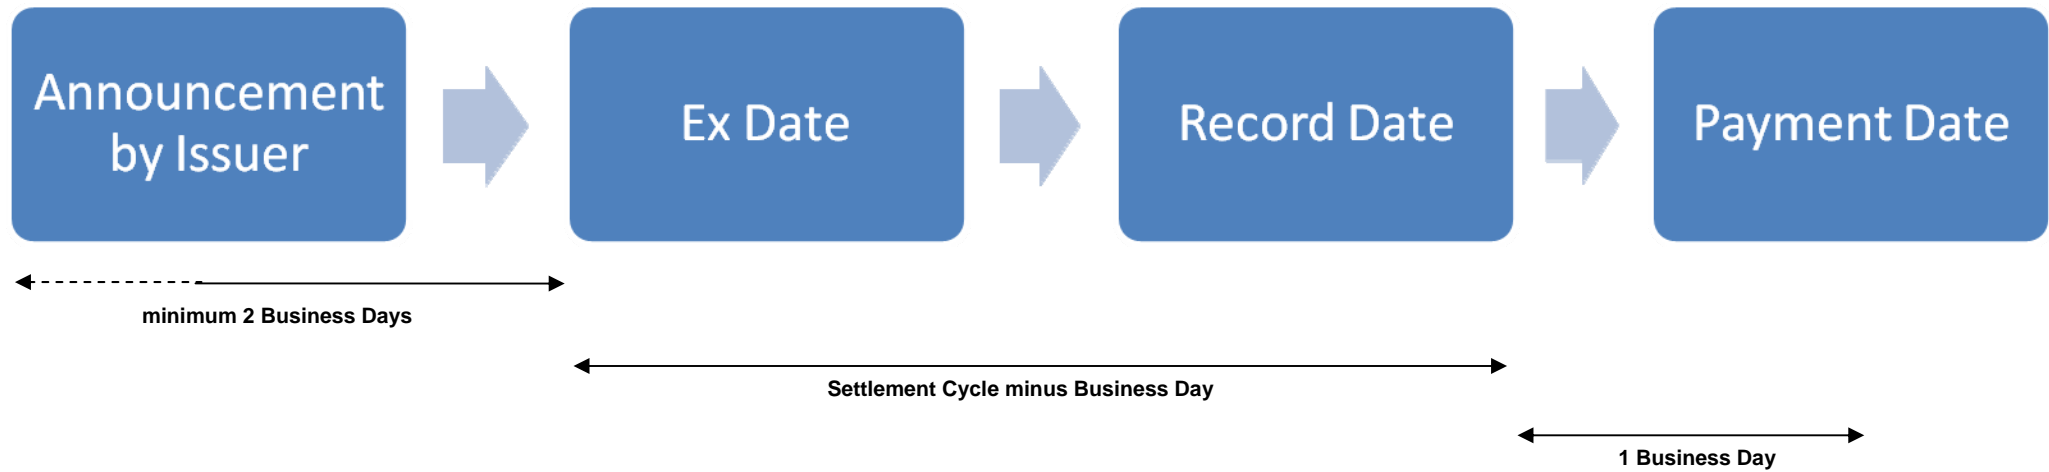 Announcement
by Issuer
Ex Date
Record Date
Payment Date
minimum 2 Business Days
Settlement Cycle minus Business Day
1 Business Day